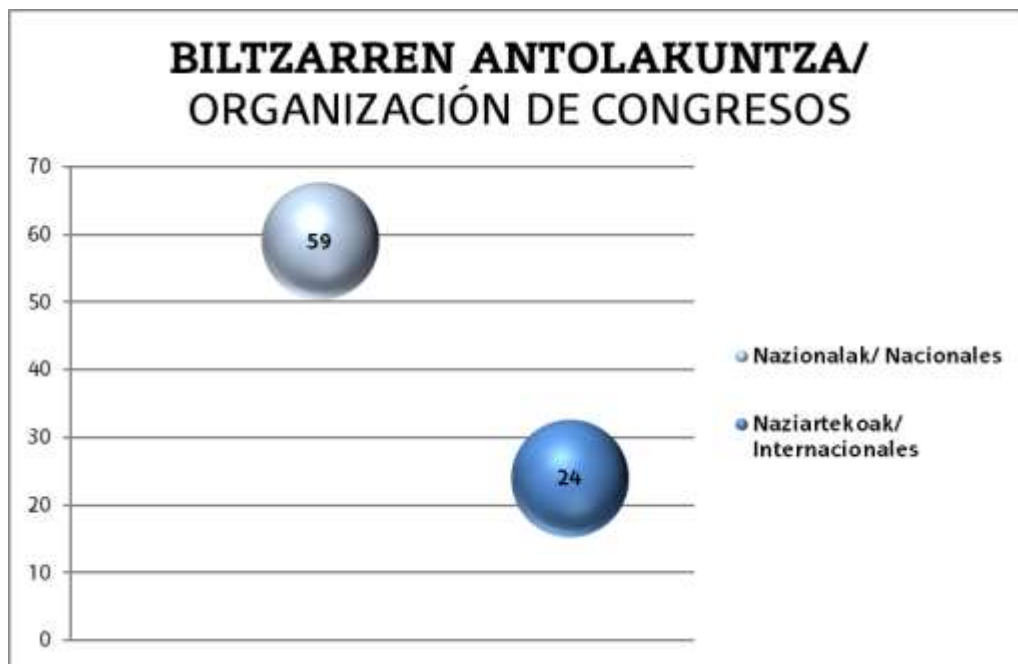 BILTZARREN ANTOLAKUNTZA/
ORGANIZACIÓN DE CONGRESOS
70
60
50
40
30
20
10
0
59
24
Nazionalak/ Nacionales
Naziartekoak/
Internacionales